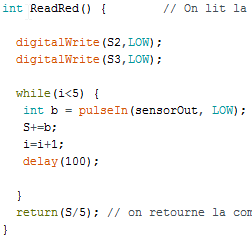 int ReadRed() { // On lit la
digitalWrite(S2,LOW);
digitalWrite(S3,LOW);
while(i<5) {
int b = pulseIn(sensorOut, LOW);
S+=b;
i=i+1;
delay(100);
}
return(S/5); // on retourne la com
}